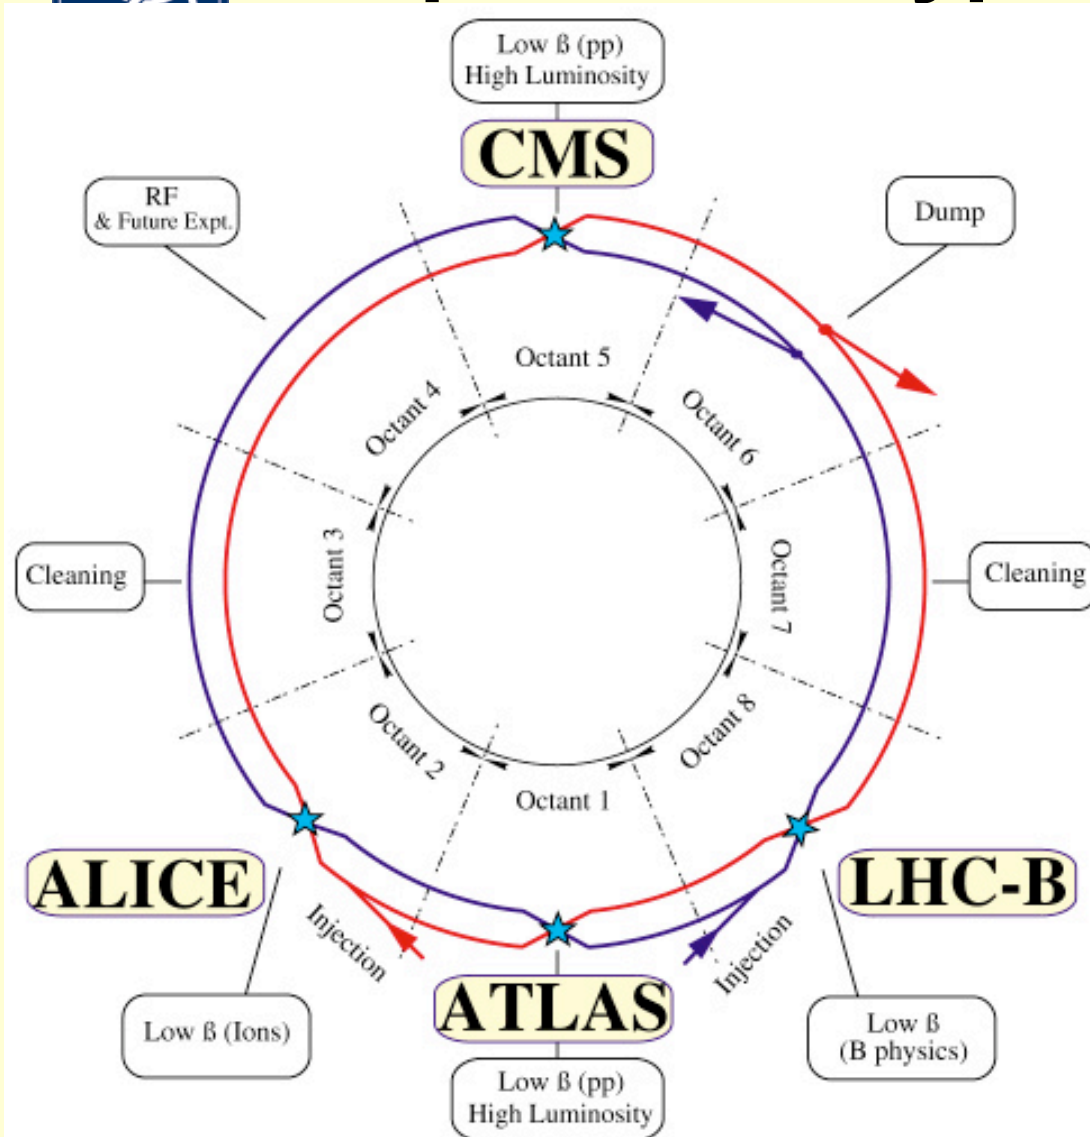 Low ß (pp)
High Luminosity
CMS
RF
& Future Expt.
Dump
Octant 5
Octant 4
Octant 6
Cleaning
Octant 3
Octant 7
Cleaning
Octant 2
Octant 8
Octant 1
ALICE
LHC-B
Injection
Injection
ATLAS
Low ß (Ions)
Low ß
(B physics)
Low ß (pp)
High Luminosity